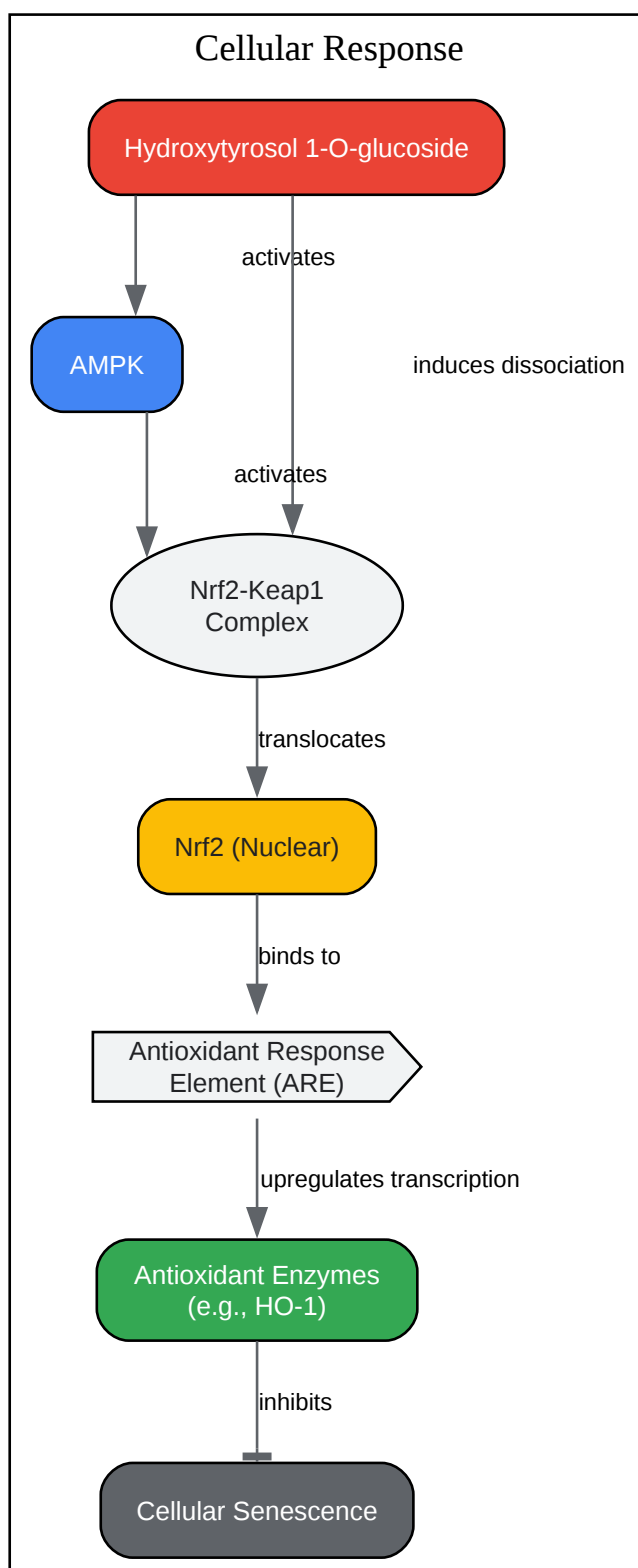 Cellular Response
Hydroxytyrosol 1-O-glucoside
activates
AMPK
induces dissociation
activates
Nrf2-Keap1
Complex
translocates
Nrf2 (Nuclear)
binds to
Antioxidant Response
Element (ARE)
upregulates transcription
Antioxidant Enzymes
(e.g., HO-1)
inhibits
Cellular Senescence